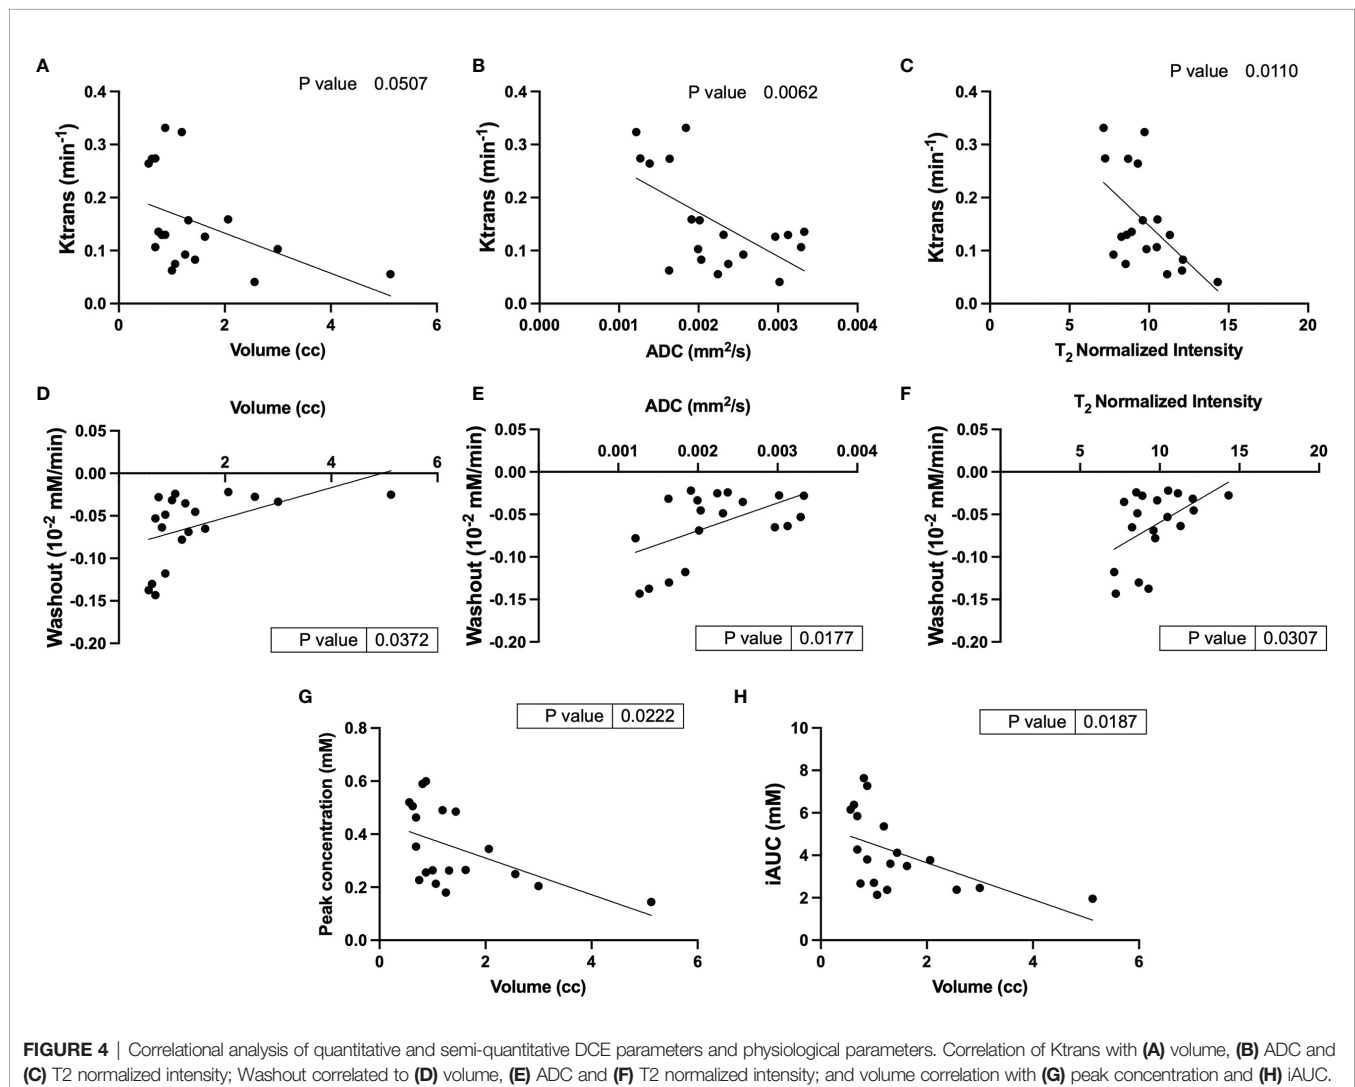 A
P value 0.0507
0.4
0.3
0.2
0.1
0.0
Ktrans (min⁻¹)
0 2 4 6
Volume (cc)
B
P value 0.0062
0.4
0.3
0.2
0.1
0.0
Ktrans (min⁻¹)
0.000 0.001 0.002 0.003 0.004
ADC (mm²/s)
C
P value 0.0110
0.4
0.3
0.2
0.1
0.0
Ktrans (min⁻¹)
0 5 10 15 20
T₂ Normalized Intensity
D
Volume (cc)
0.05
0.00
-0.05
-0.10
-0.15
-0.20
Washout (10⁻² mM/min)
2 4 6
P value 0.0372
E
ADC (mm²/s)
0.05
0.00
-0.05
-0.10
-0.15
-0.20
Washout (10⁻² mM/min)
0.001 0.002 0.003 0.004
P value 0.0177
F
T₂ Normalized Intensity
0.05
0.00
-0.05
-0.10
-0.15
-0.20
Washout (10⁻² mM/min)
5 10 15 20
P value 0.0307
G
P value 0.0222
0.8
0.6
0.4
0.2
0.0
Peak concentration (mM)
0 2 4 6
Volume (cc)
H
P value 0.0187
10
8
6
4
2
0
iAUC (mM)
0 2 4 6
Volume (cc)
FIGURE 4 | Correlational analysis of quantitative and semi-quantitative DCE parameters and physiological parameters. Correlation of Ktrans with (A) volume, (B) ADC and
(C) T2 normalized intensity; Washout correlated to (D) volume, (E) ADC and (F) T2 normalized intensity; and volume correlation with (G) peak concentration and (H) iAUC.